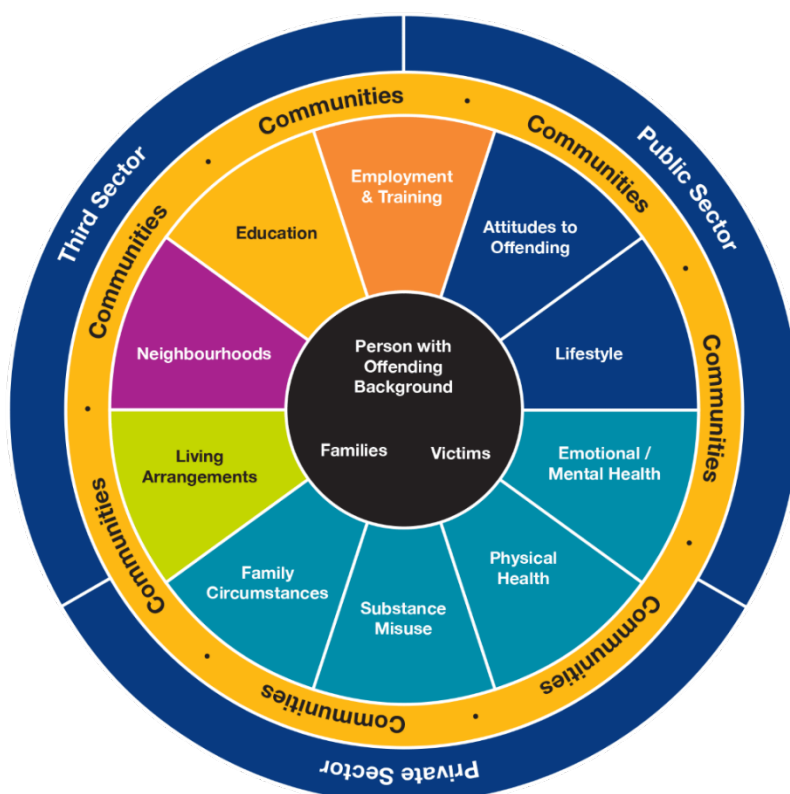 Third Sector
Public Sector
Private Sector
Communities
•
Communities
•
Communities
•
Communities
•
Communities
•
Communities
•
Communities
•
Employment
& Training
Attitudes to
Offending
Lifestyle
Emotional /
Mental Health
Physical
Health
Substance
Misuse
Family
Circumstances
Living
Arrangements
Neighbourhoods
Education
Person with
Offending
Background
Families
Victims